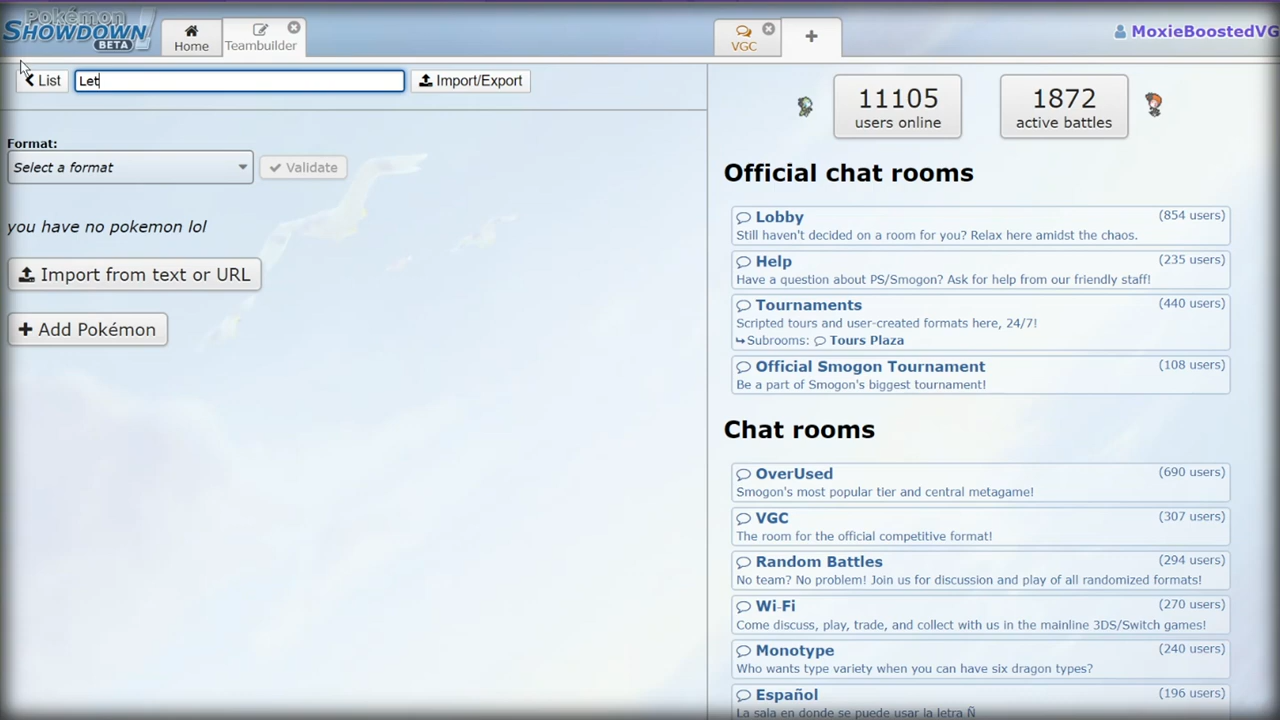 Pokémon
SHOWDOWN!
BETA
Home
Teambuilder
VGC
+
MoxieBoostedVG
List
Let
Import/Export
Format:
Select a format
Validate
you have no pokemon lol
Import from text or URL
+ Add Pokémon
11105
users online
1872
active battles
Official chat rooms
Lobby (854 users)
Still haven't decided on a room for you? Relax here amidst the chaos.
Help (235 users)
Have a question about PS/Smogon? Ask for help from our friendly staff!
Tournaments (440 users)
Scripted tours and user-created formats here, 24/7!
Subrooms: Tours Plaza
Official Smogon Tournament (108 users)
Be a part of Smogon's biggest tournament!
Chat rooms
OverUsed (690 users)
Smogon's most popular tier and central metagame!
VGC (307 users)
The room for the official competitive format!
Random Battles (294 users)
No team? No problem! Join us for discussion and play of all randomized formats!
Wi-Fi (270 users)
Come discuss, play, trade, and collect with us in the mainline 3DS/Switch games!
Monotype (240 users)
Who wants type variety when you can have six dragon types?
Español (196 users)
La sala en donde se puede usar la letra Ñ